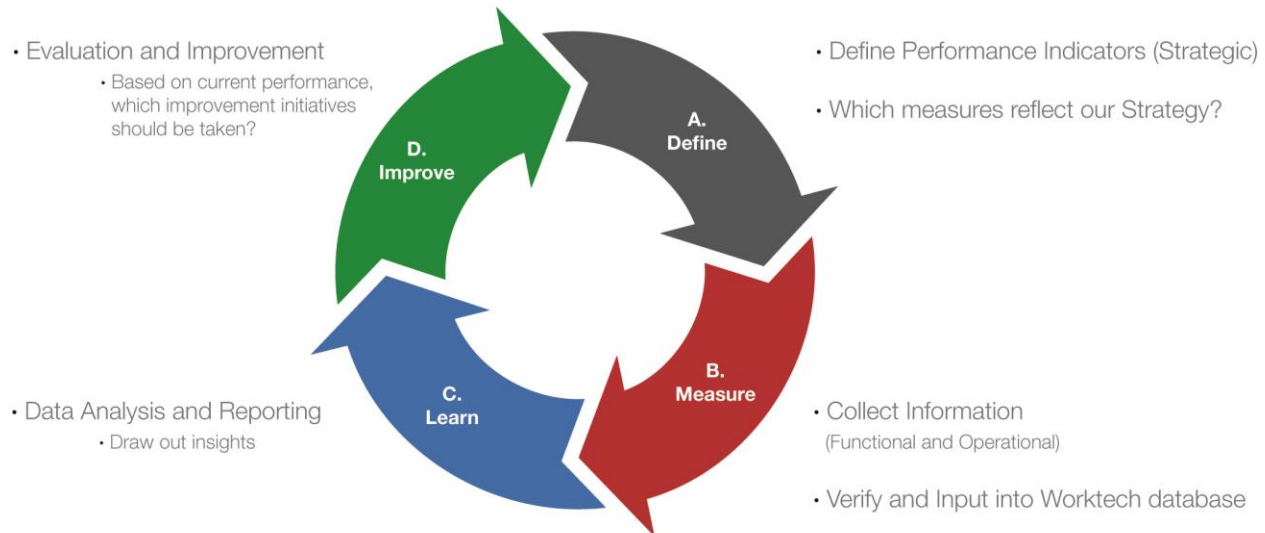 • Evaluation and Improvement
• Based on current performance,
which improvement initiatives
should be taken?
• Define Performance Indicators (Strategic)
• Which measures reflect our Strategy?
A.
Define
D.
Improve
B.
Measure
C.
Learn
• Data Analysis and Reporting
• Draw out insights
• Collect Information
(Functional and Operational)
• Verify and Input into Worktech database